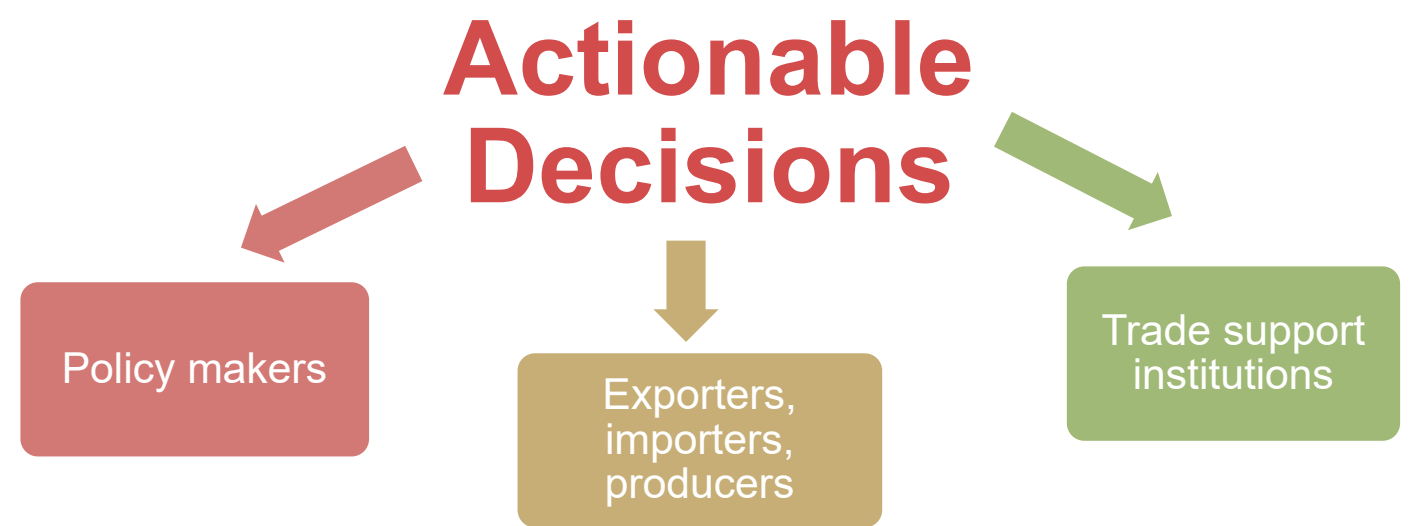 Actionable
Decisions
Policy makers
Exporters,
importers,
producers
Trade support
institutions